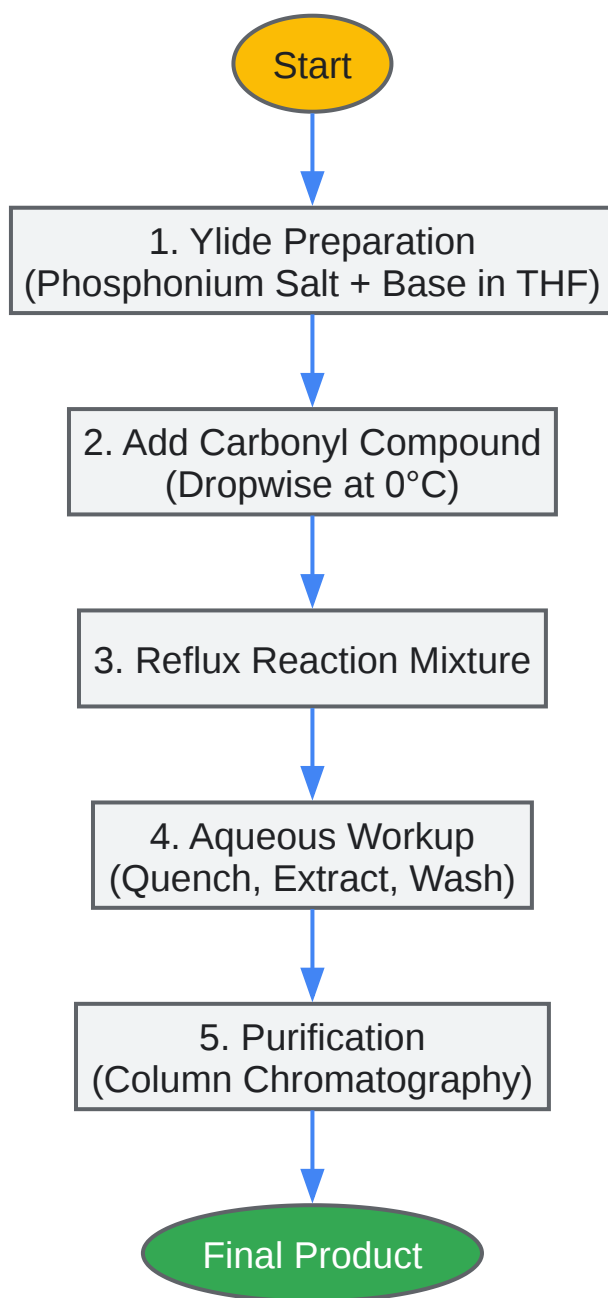 Start
1. Ylide Preparation
(Phosphonium Salt + Base in THF)
2. Add Carbonyl Compound
(Dropwise at 0°C)
3. Reflux Reaction Mixture
4. Aqueous Workup
(Quench, Extract, Wash)
5. Purification
(Column Chromatography)
Final Product